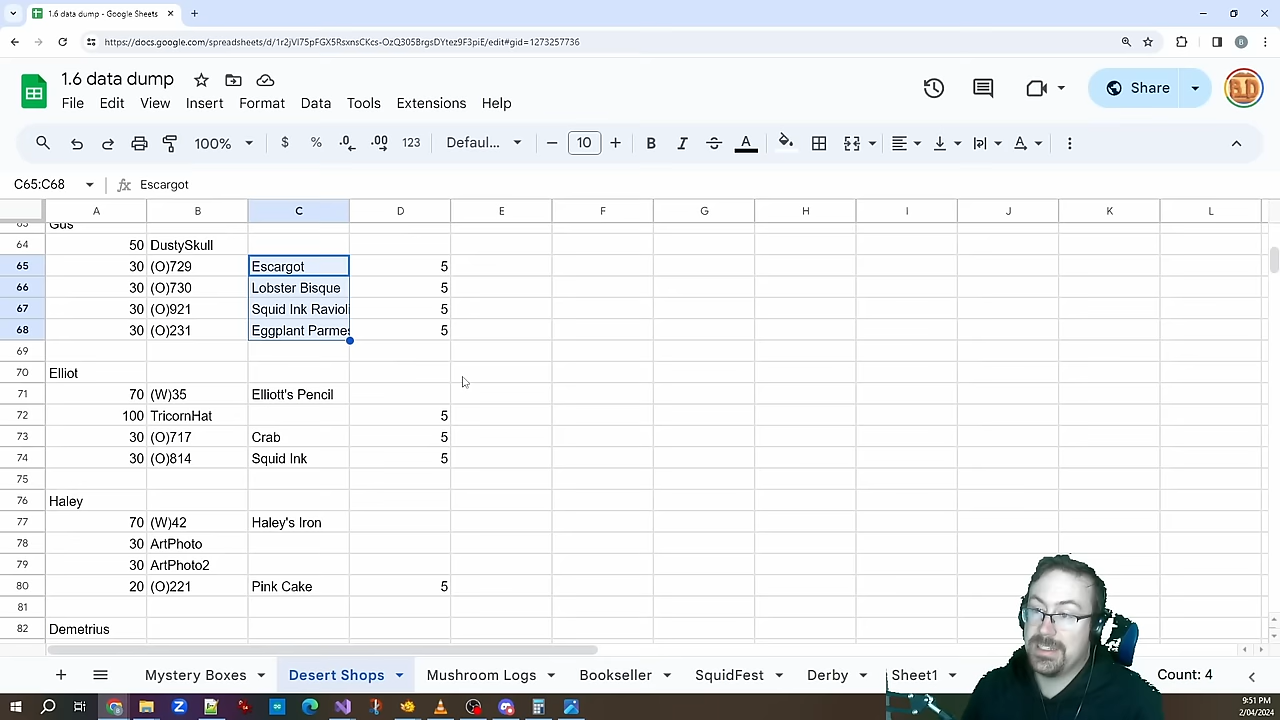 1.6 data dump - Google Sheets
https://docs.google.com/spreadsheets/d/1r2jVI75pFGX5RsxnsCKcs-OzQ305BrgsDYtez9F3piE/edit#gid=1273257736
B
1.6 data dump
File Edit View Insert Format Data Tools Extensions Help
Share
100% $ % .0 .00 123 Defaul... 10 B I A
C65:C68 fx Escargot
A B C D E F G H I J K L
Gus
64 50 DustySkull
65 30 (O)729 Escargot 5
66 30 (O)730 Lobster Bisque 5
67 30 (O)921 Squid Ink Raviol 5
68 30 (O)231 Eggplant Parmes 5
69
70 Elliot
71 70 (W)35 Elliott's Pencil
72 100 TricornHat 5
73 30 (O)717 Crab 5
74 30 (O)814 Squid Ink 5
75
76 Haley
77 70 (W)42 Haley's Iron
78 30 ArtPhoto
79 30 ArtPhoto2
80 20 (O)221 Pink Cake 5
81
82 Demetrius
Mystery Boxes Desert Shops Mushroom Logs Bookseller SquidFest Derby Sheet1 Count: 4
9:51 PM
2/04/2024